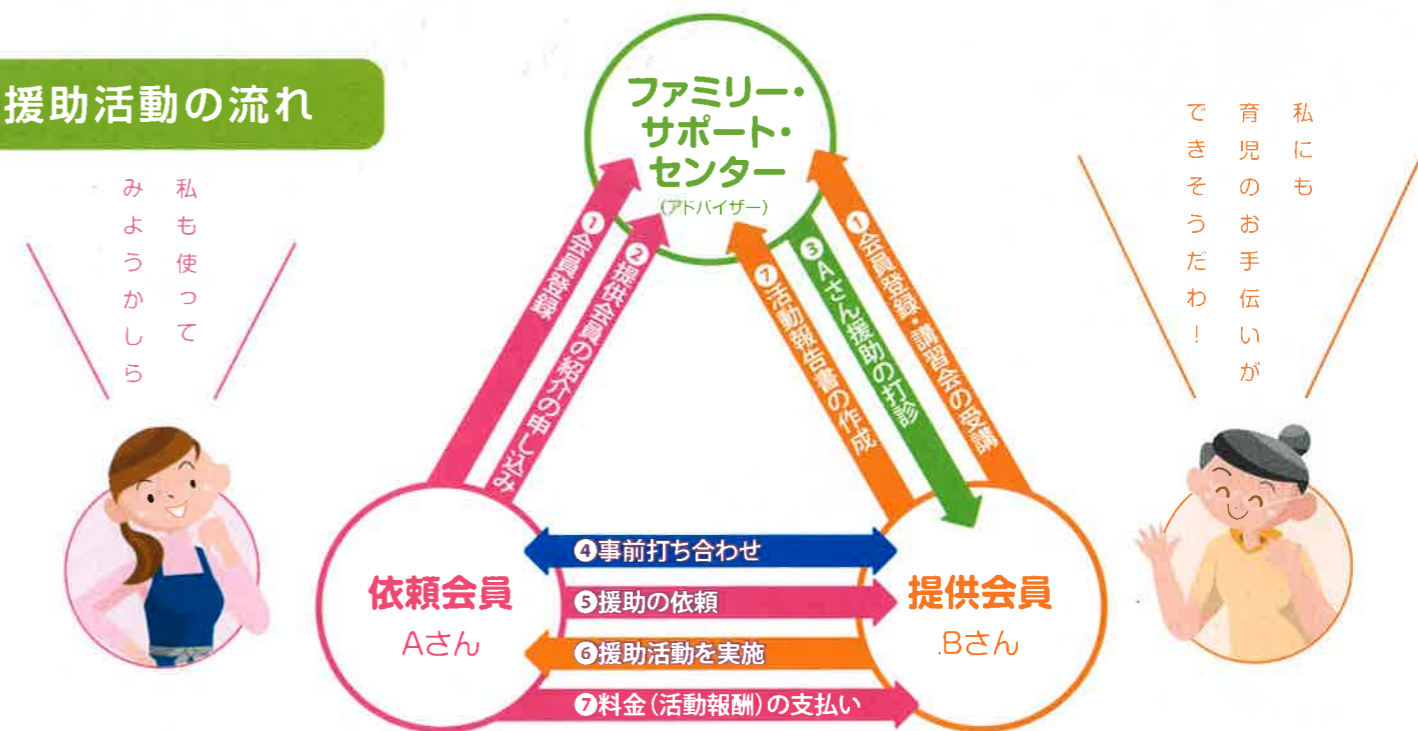 援助活動の流れ
私も使って
みようかしら
ファミリー・
サポート・
センター
(アドバイザー)
私にも
育児のお手伝いが
できそうだわ！
❶会員登録
❷提供会員の紹介の申し込み
❼活動報告書の作成
❸Aさん援助の打診
❶会員登録・講習会の受講
依頼会員
Aさん
❹事前打ち合わせ
❺援助の依頼
❻援助活動を実施
❼料金(活動報酬)の支払い
提供会員
Bさん